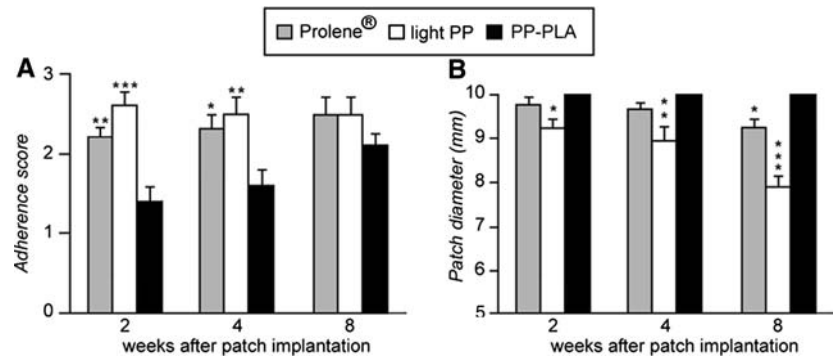 Prolene® light PP PP-PLA
A
Adherence score
3
2
1
0
** *** * **
2 4 8
weeks after patch implantation
B
Patch diameter (mm)
10
9
8
7
6
5
* ** * ***
2 4 8
weeks after patch implantation